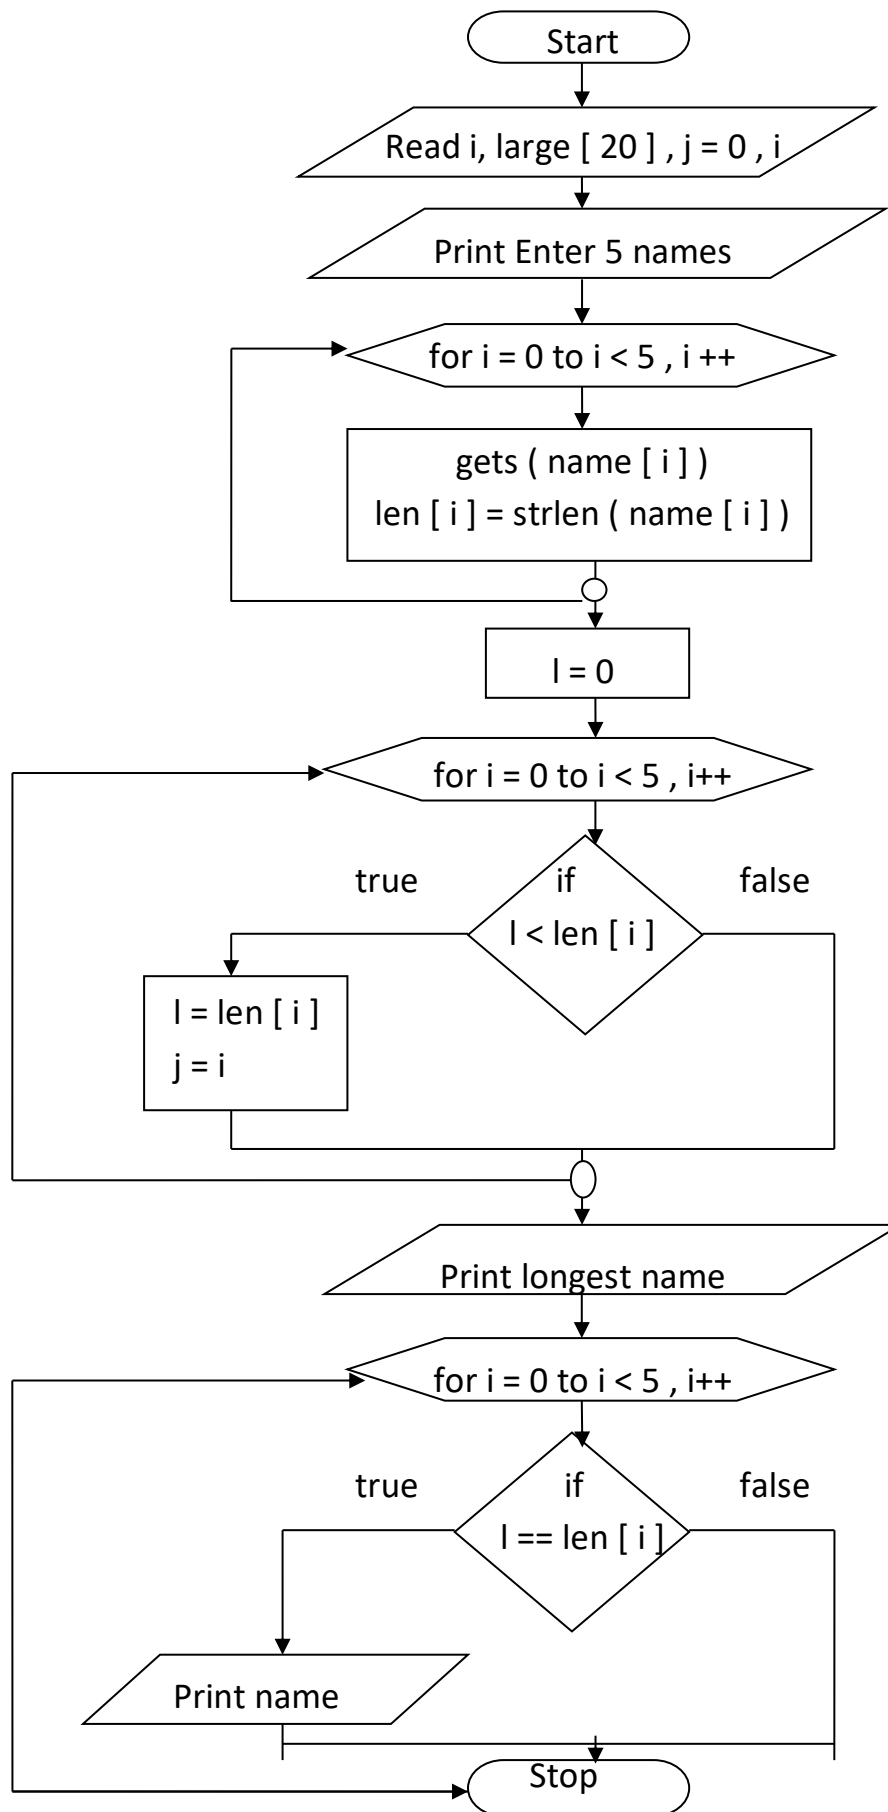 Start
Read i, large [ 20 ] , j = 0 , i
Print Enter 5 names
for i = 0 to i < 5 , i ++
gets ( name [ i ] )
len [ i ] = strlen ( name [ i ] )
l = 0
for i = 0 to i < 5 , i++
true if false
l < len [ i ]
l = len [ i ]
j = i
Print longest name
for i = 0 to i < 5 , i++
true if false
l == len [ i ]
Print name
Stop